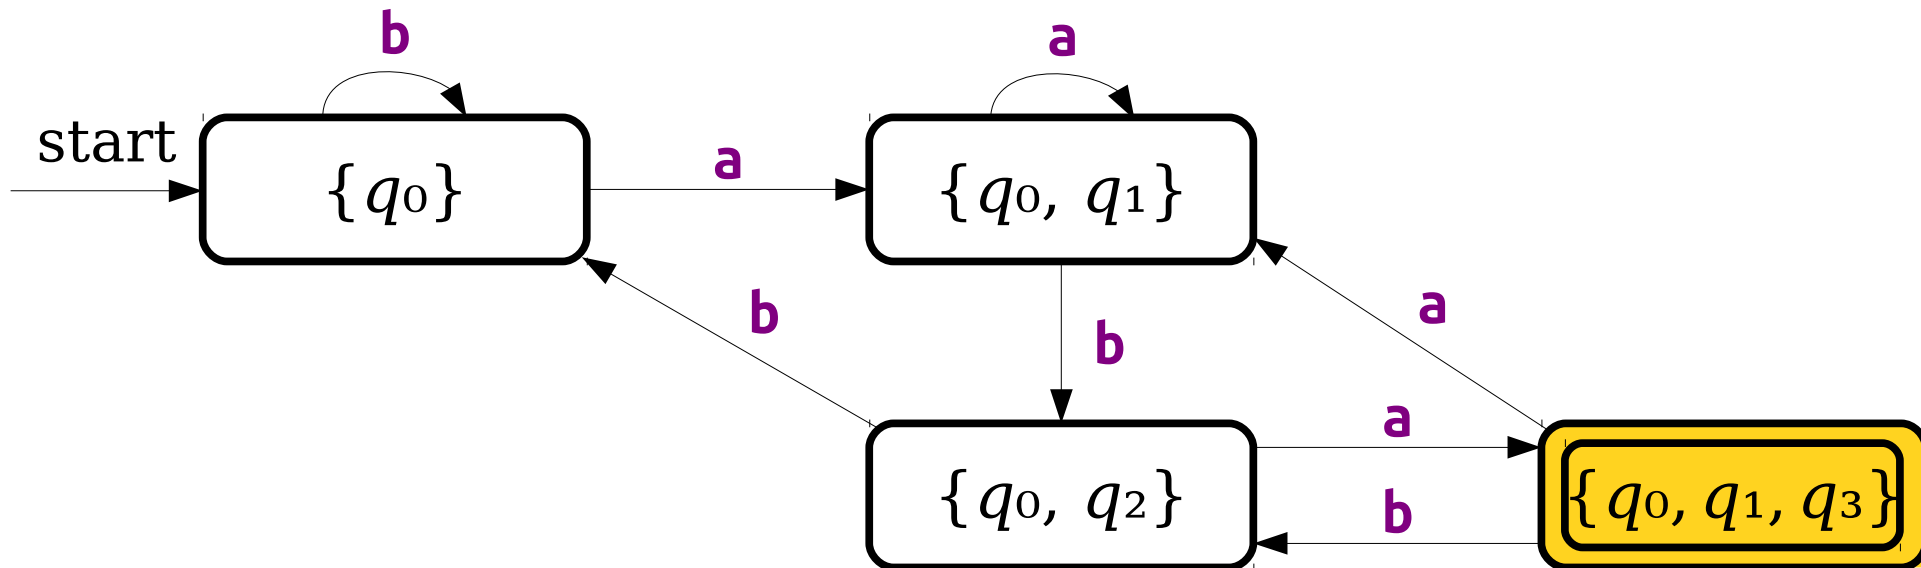 b
a
start
{q₀}
a
{q₀, q₁}
b
b
a
{q₀, q₂}
a
b
{q₀, q₁, q₃}